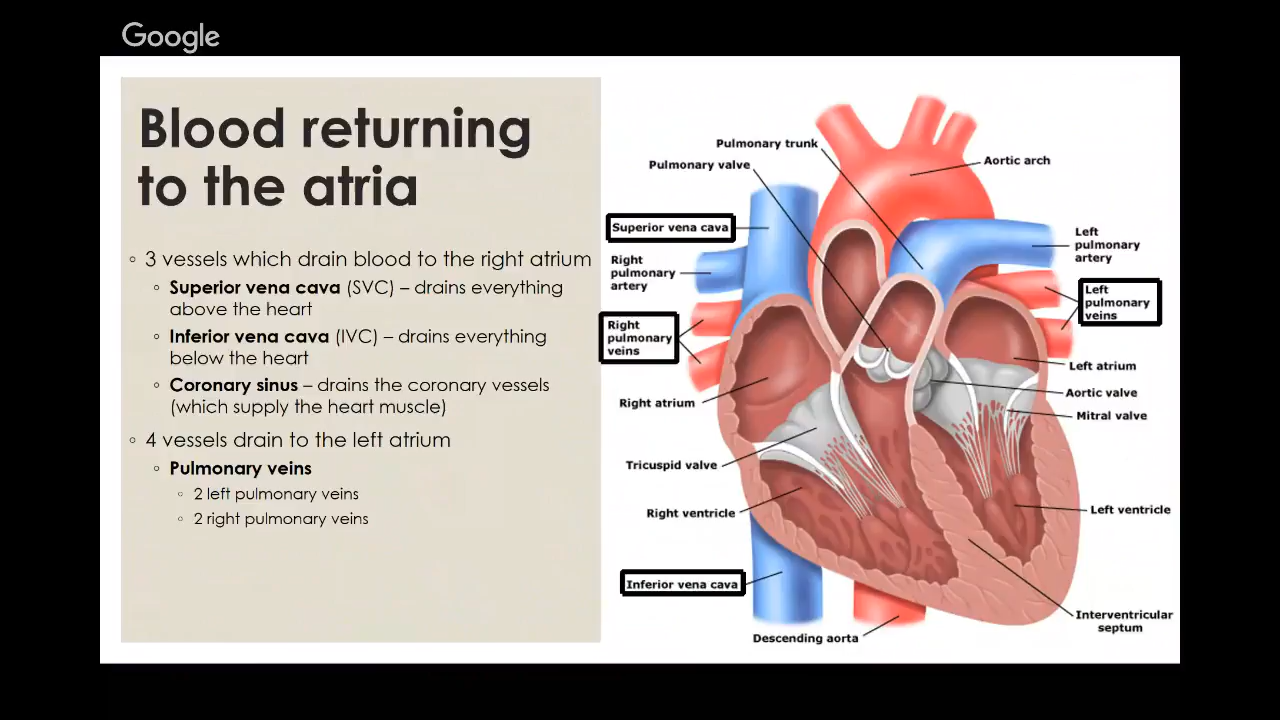 Google
Blood returning
to the atria
◦ 3 vessels which drain blood to the right atrium
◦ Superior vena cava (SVC) – drains everything
above the heart
◦ Inferior vena cava (IVC) – drains everything
below the heart
◦ Coronary sinus – drains the coronary vessels
(which supply the heart muscle)
◦ 4 vessels drain to the left atrium
◦ Pulmonary veins
◦ 2 left pulmonary veins
◦ 2 right pulmonary veins
Pulmonary trunk
Pulmonary valve
Aortic arch
Superior vena cava
Right
pulmonary
artery
Left
pulmonary
artery
Right
pulmonary
veins
Left
pulmonary
veins
Left atrium
Right atrium
Aortic valve
Mitral valve
Tricuspid valve
Right ventricle
Left ventricle
Inferior vena cava
Interventricular
septum
Descending aorta